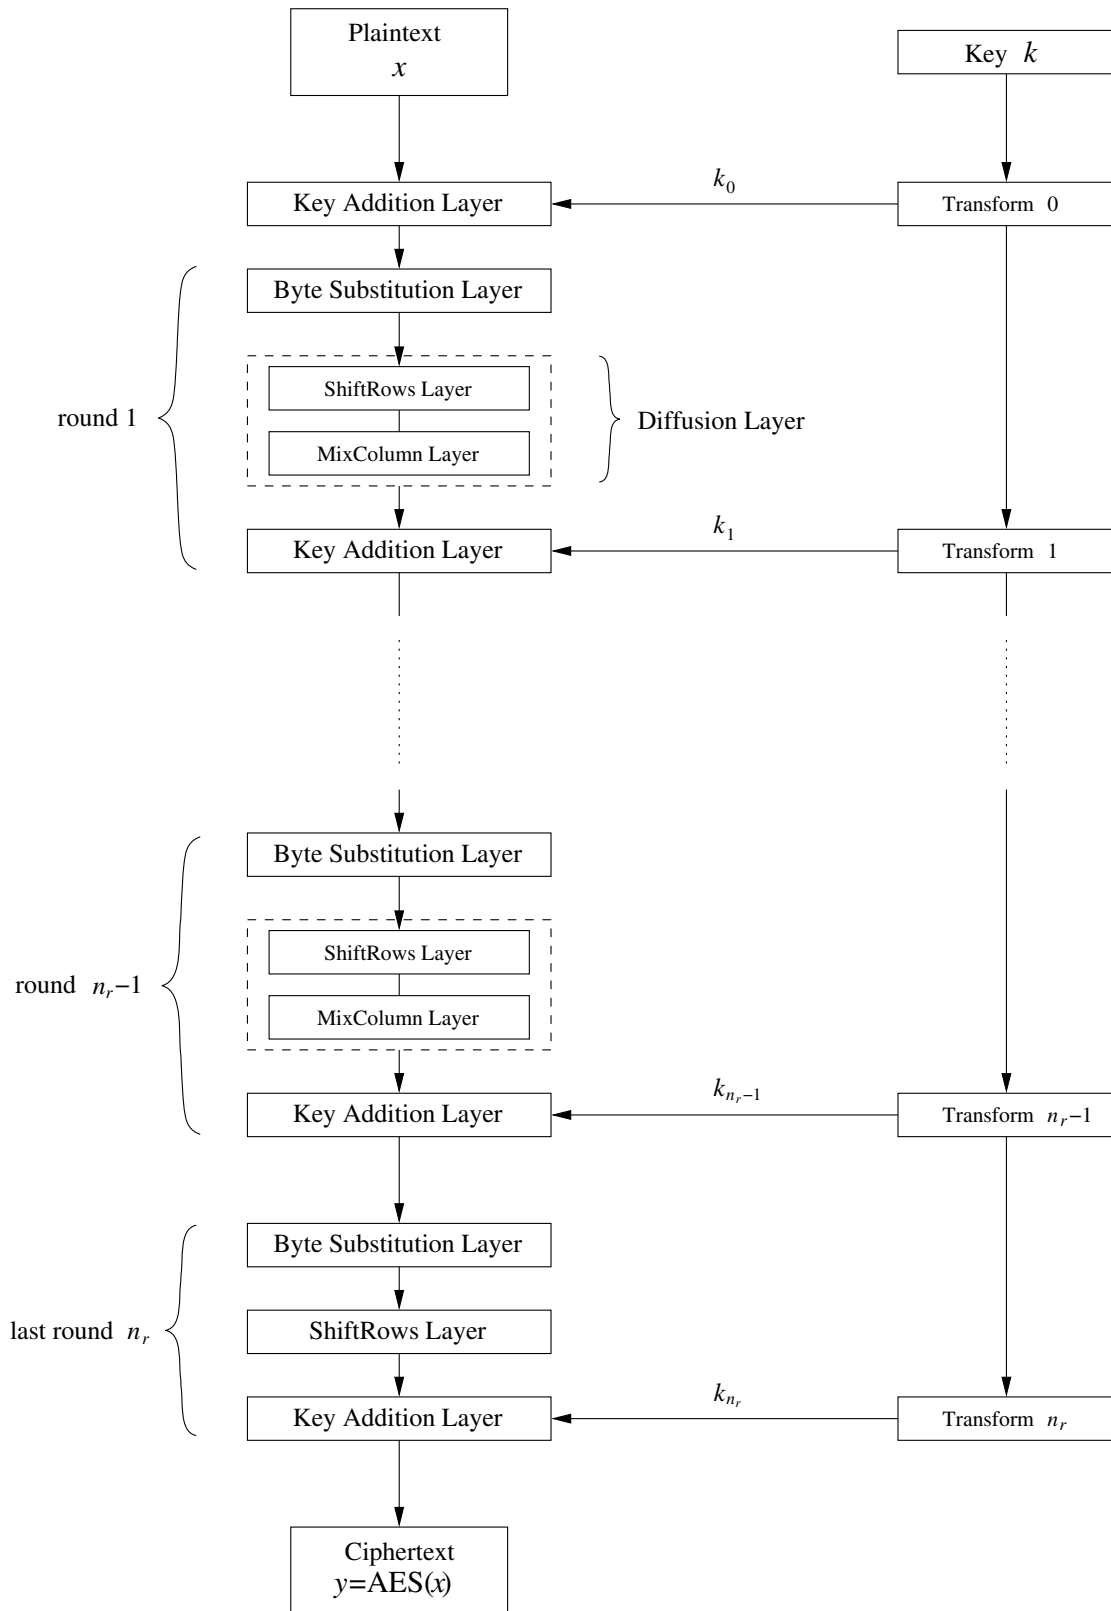 Plaintext
x
Key k
k₀
Key Addition Layer
Transform 0
Byte Substitution Layer
ShiftRows Layer
round 1
Diffusion Layer
MixColumn Layer
k₁
Key Addition Layer
Transform 1
Byte Substitution Layer
ShiftRows Layer
round nᵣ−1
MixColumn Layer
kₙᵣ₋₁
Key Addition Layer
Transform nᵣ−1
Byte Substitution Layer
last round nᵣ
ShiftRows Layer
kₙᵣ
Key Addition Layer
Transform nᵣ
Ciphertext
y=AES(x)